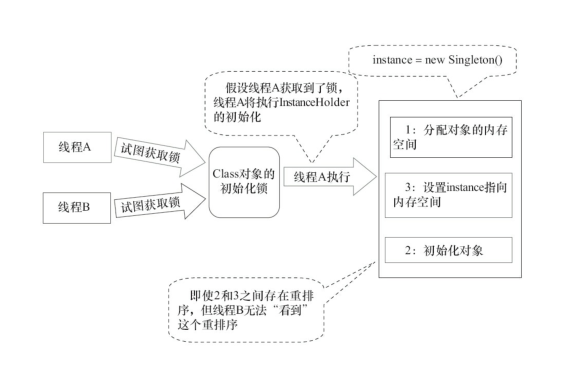 instance = new Singleton()
假设线程A获取到了锁，
线程A将执行InstanceHolder
的初始化
线程A
试图获取锁
线程B
试图获取锁
Class对象的
初始化锁
线程A执行
1：分配对象的内存
空间
3：设置instance指向
内存空间
2：初始化对象
即使2和3之间存在重排
序，但线程B无法“看到”
这个重排序